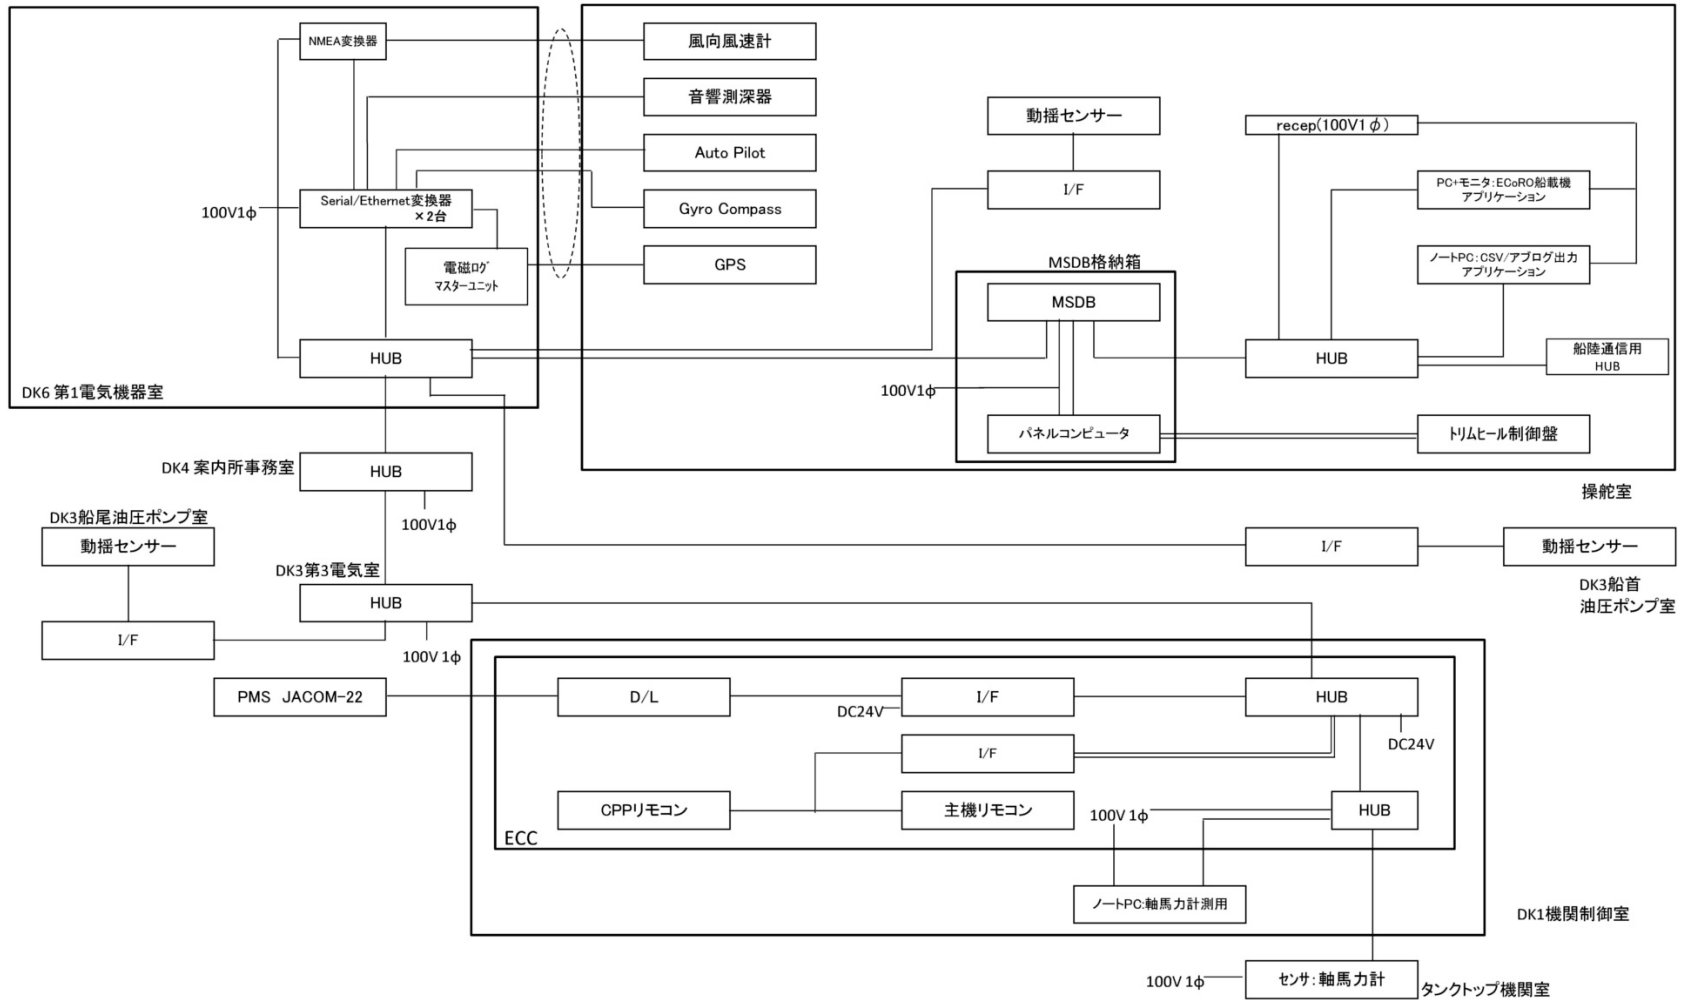 NMEA変換器
風向風速計
音響測深器
Auto Pilot
Gyro Compass
GPS
Serial/Ethernet変換器
×2台
100V1φ
電磁ログ
マスターユニット
HUB
DK6 第1電気機器室
動揺センサー
I/F
MSDB格納箱
MSDB
100V1φ
パネルコンピュータ
recep(100V1φ)
PC+モニタ:ECoRO船載機
アプリケーション
ノートPC:CSV/アブログ出力
アプリケーション
HUB
船陸通信用
HUB
トリムヒール制御盤
操舵室
DK4 案内所事務室
HUB
100V1φ
DK3船尾油圧ポンプ室
動揺センサー
I/F
DK3第3電気室
HUB
100V 1φ
I/F
動揺センサー
DK3船首
油圧ポンプ室
PMS JACOM-22
D/L
DC24V
I/F
HUB
DC24V
I/F
CPPリモコン
主機リモコン
100V 1φ
HUB
ECC
ノートPC:軸馬力計測用
DK1機関制御室
100V 1φ
センサ:軸馬力計
タンクトップ機関室